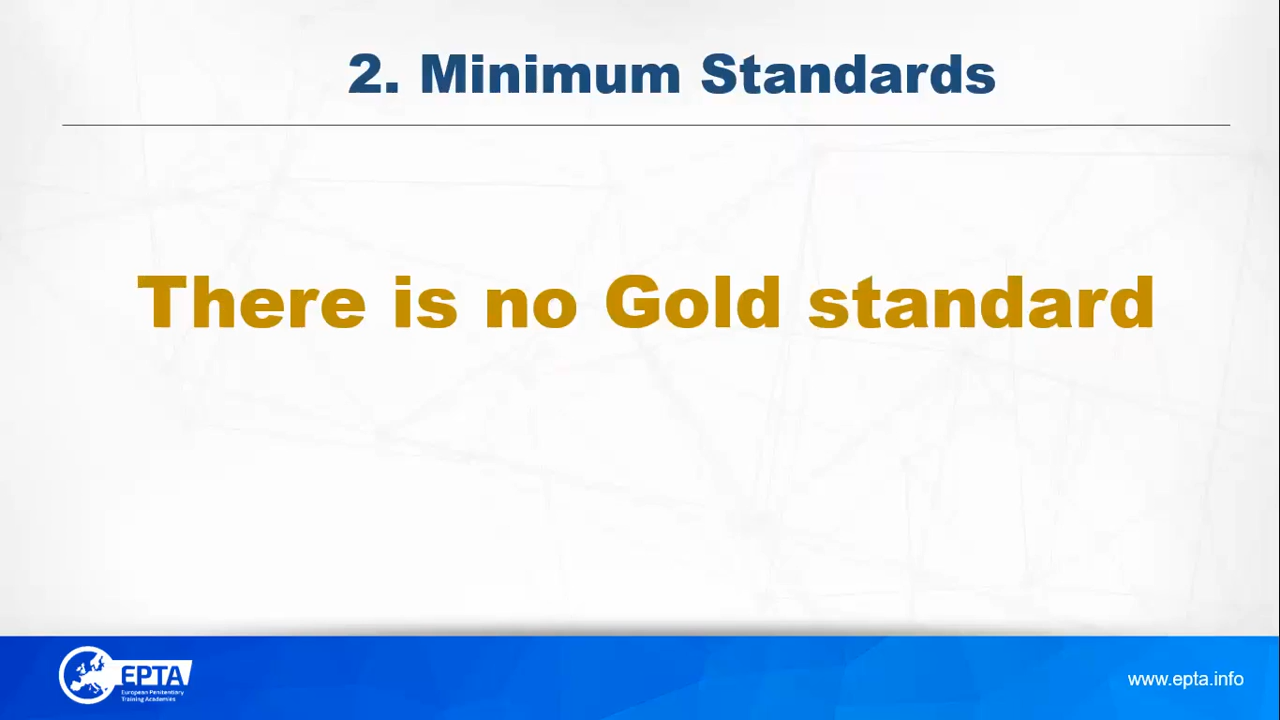 2. Minimum Standards
There is no Gold standard
EPTA
European Penitentiary
Training Academies
www.epta.info